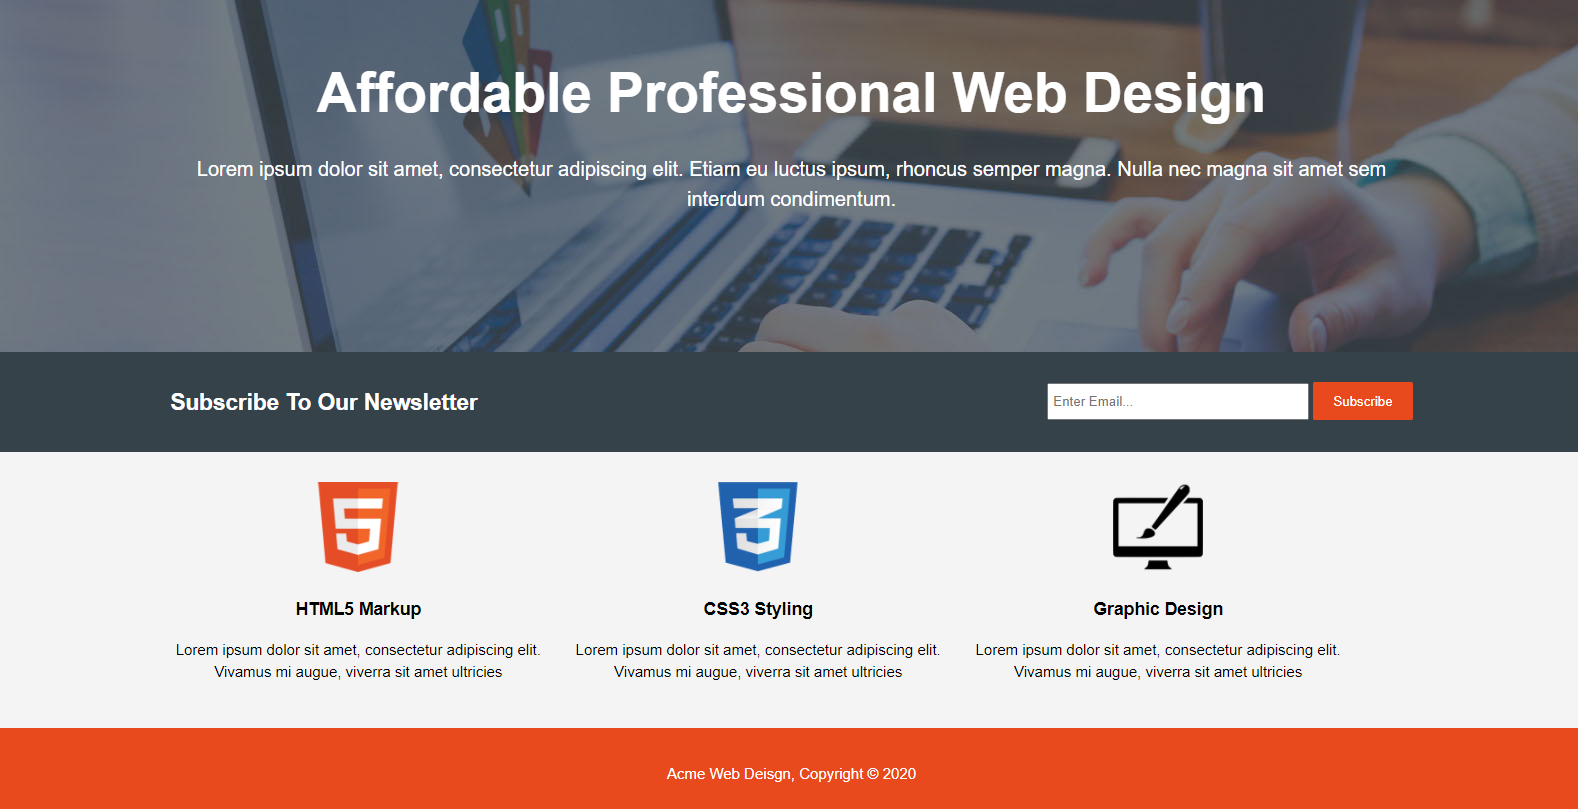 Affordable Professional Web Design
Lorem ipsum dolor sit amet, consectetur adipiscing elit. Etiam eu luctus ipsum, rhoncus semper magna. Nulla nec magna sit amet sem
interdum condimentum.
Subscribe To Our Newsletter
Enter Email...
Subscribe
5
3
HTML5 Markup
CSS3 Styling
Graphic Design
Lorem ipsum dolor sit amet, consectetur adipiscing elit.
Vivamus mi augue, viverra sit amet ultricies
Lorem ipsum dolor sit amet, consectetur adipiscing elit.
Vivamus mi augue, viverra sit amet ultricies
Lorem ipsum dolor sit amet, consectetur adipiscing elit.
Vivamus mi augue, viverra sit amet ultricies
Acme Web Deisgn, Copyright © 2020